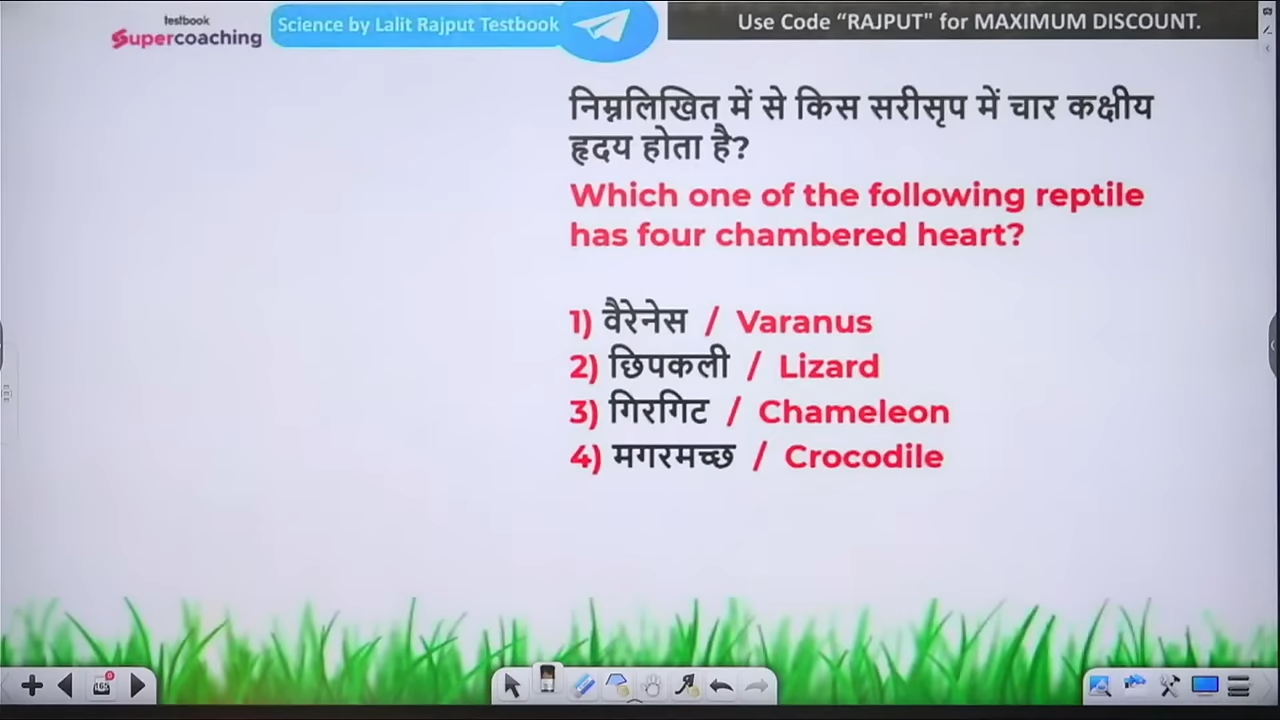 testbook
Supercoaching
Science by Lalit Rajput Testbook
Use Code “RAJPUT" for MAXIMUM DISCOUNT.
निम्नलिखित में से किस सरीसृप में चार कक्षीय
हृदय होता है?
Which one of the following reptile
has four chambered heart?
1) वैरेनेस / Varanus
2) छिपकली / Lizard
3) गिरगिट / Chameleon
4) मगरमच्छ / Crocodile